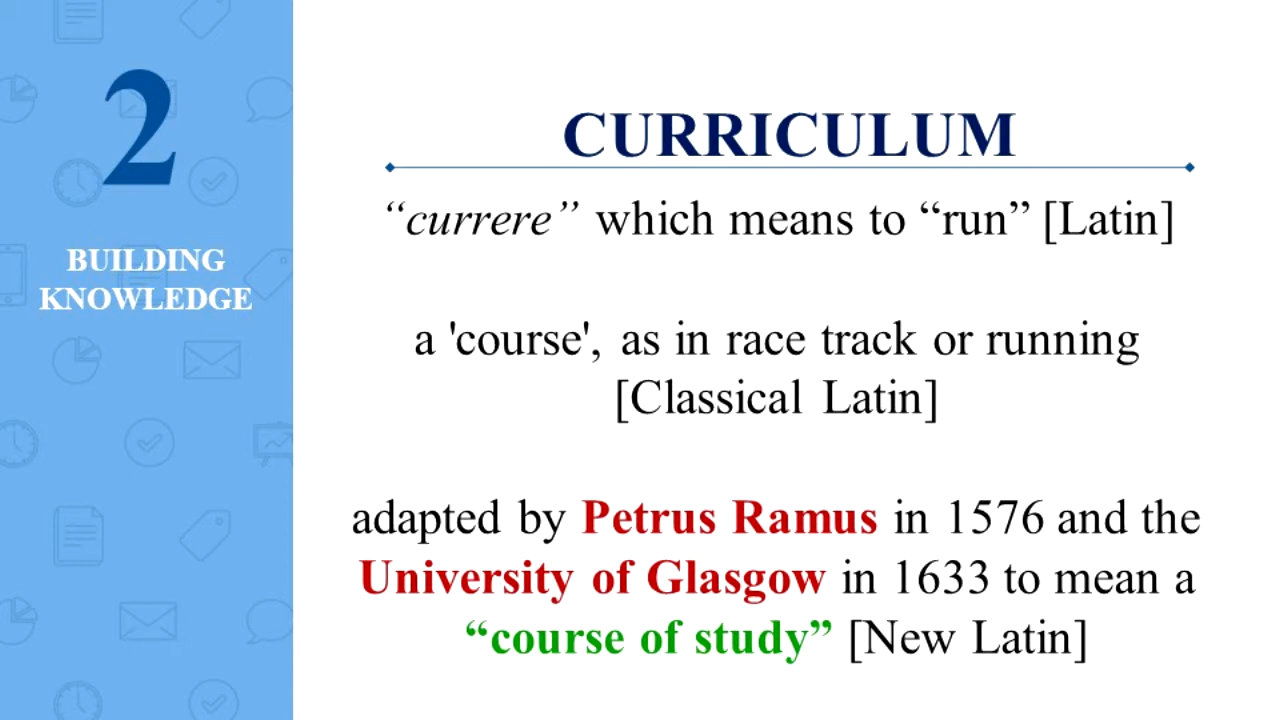 2
BUILDING
KNOWLEDGE
CURRICULUM
“currere” which means to “run” [Latin]
a 'course', as in race track or running
[Classical Latin]
adapted by Petrus Ramus in 1576 and the
University of Glasgow in 1633 to mean a
“course of study” [New Latin]